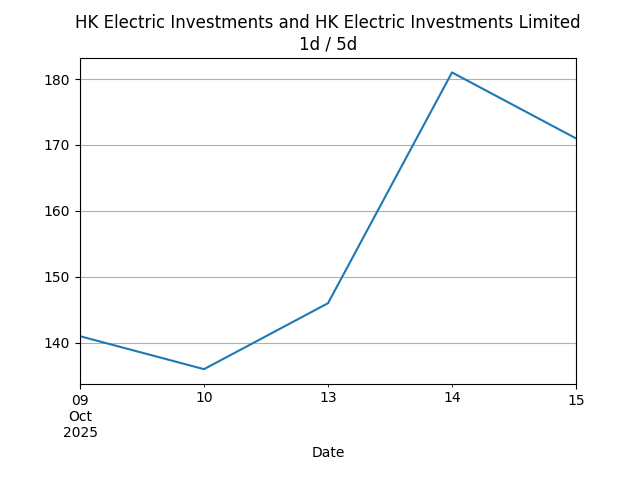 HK Electric Investments and HK Electric Investments Limited
1d / 5d
180
170
160
150
140
09
Oct
2025
10
13
14
15
Date